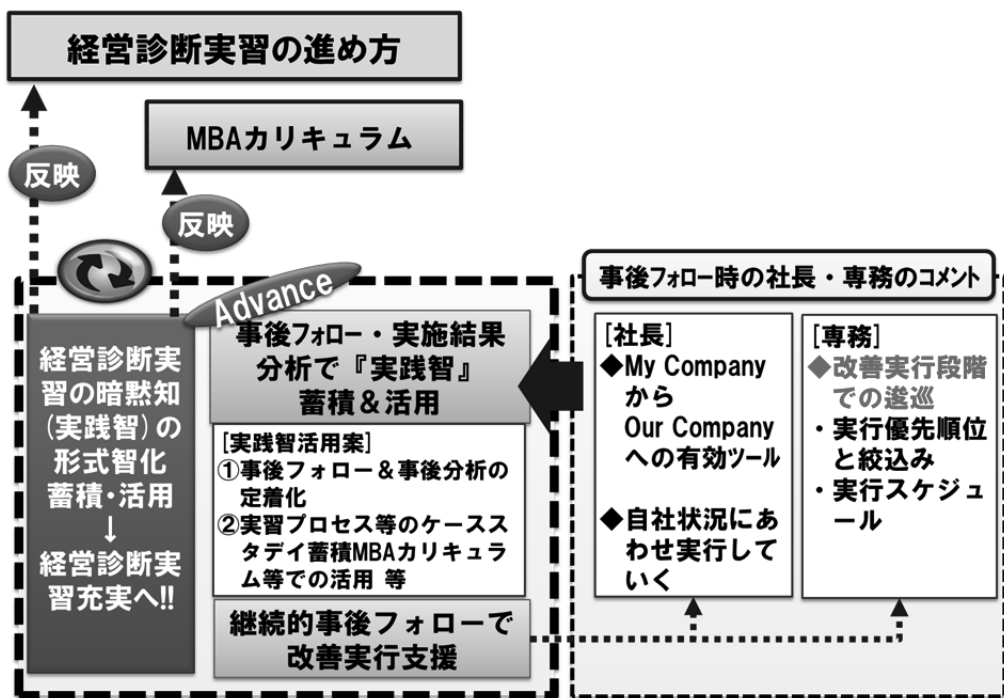 経営診断実習の進め方
MBAカリキュラム
反映
反映
Advance
経営診断実
習の暗黙知
(実践智)の
形式智化
蓄積・活用
↓
経営診断実
習充実へ!!
事後フォロー・実施結果
分析で『実践智』
蓄積&活用
[実践智活用案]
①事後フォロー&事後分析の
定着化
②実習プロセス等のケースス
タデイ蓄積MBAカリキュラ
ム等での活用 等
継続的事後フォローで
改善実行支援
事後フォロー時の社長・専務のコメント
[社長]
◆My Company
から
Our Company
への有効ツール
◆自社状況にあ
わせ実行してい
く
[専務]
◆改善実行段階
での逡巡
・実行優先順位
と絞込み
・実行スケジュ
ール